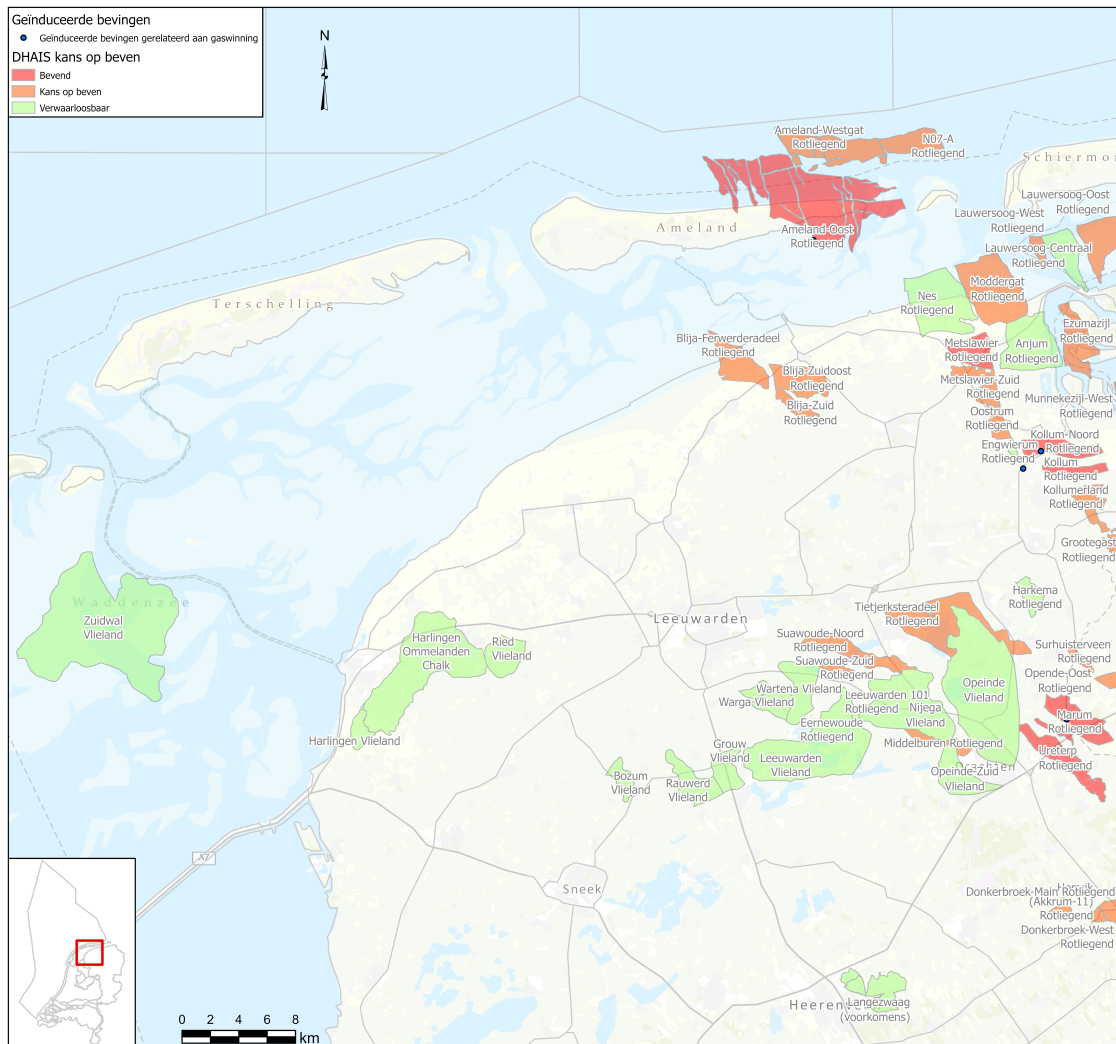 Geïnduceerde bevingen
Geïnduceerde bevingen gerelateerd aan gaswinning
DHAIS kans op beven
Bevend
Kans op beven
Verwaarloosbaar
N
Ameland-Westgat
Rotliegend
N07-A
Rotliegend
Schiermon
Lauwersoog-Oost
Rotliegend
Lauwersoog-West
Rotliegend
Ameland
Ameland-Oost
Rotliegend
Lauwersoog-Centraal
Rotliegend
Terschelling
Moddergat
Rotliegend
Nes
Rotliegend
Ezumazijl
Rotliegend
Blija-Ferwerderadeel
Rotliegend
Metslawier
Rotliegend
Anjum
Rotliegend
Blija-Zuidoost
Rotliegend
Metslawier-Zuid
Rotliegend
Blija-Zuid
Rotliegend
Munnekezijl-West
Rotliegend
Oostrum
Rotliegend
Kollum-Noord
Rotliegend
Engwierum
Rotliegend
Kollum
Rotliegend
Kollumerland
Rotliegend
Grootegast
Rotliegend
Harkema
Rotliegend
Waddenzee
Zuidwal
Vlieland
Tietjerksteradeel
Rotliegend
Leeuwarden
Harlingen
Ommelanden
Chalk
Ried
Vlieland
Suawoude-Noord
Rotliegend
Suawoude-Zuid
Rotliegend
Surhuisterveen
Rotliegend
Opende-Oost
Rotliegend
Opeinde
Vlieland
Wartena Vlieland
Warga Vlieland
Leeuwarden 101
Rotliegend
Nijega
Vlieland
Marum
Rotliegend
Eernewoude
Rotliegend
Harlingen Vlieland
Middelburen Rotliegend
Grouw
Vlieland
Leeuwarden
Vlieland
Ureterp
Rotliegend
Drachten
Opeinde-Zuid
Vlieland
Bozum
Vlieland
Rauwerd
Vlieland
A7
Sneek
Donkerbroek-Main Rotliegend
(Akkrum-11)
Rotliegend
Donkerbroek-West
Rotliegend
Langezwaag
(voorkomens)
0 2 4 6 8
km